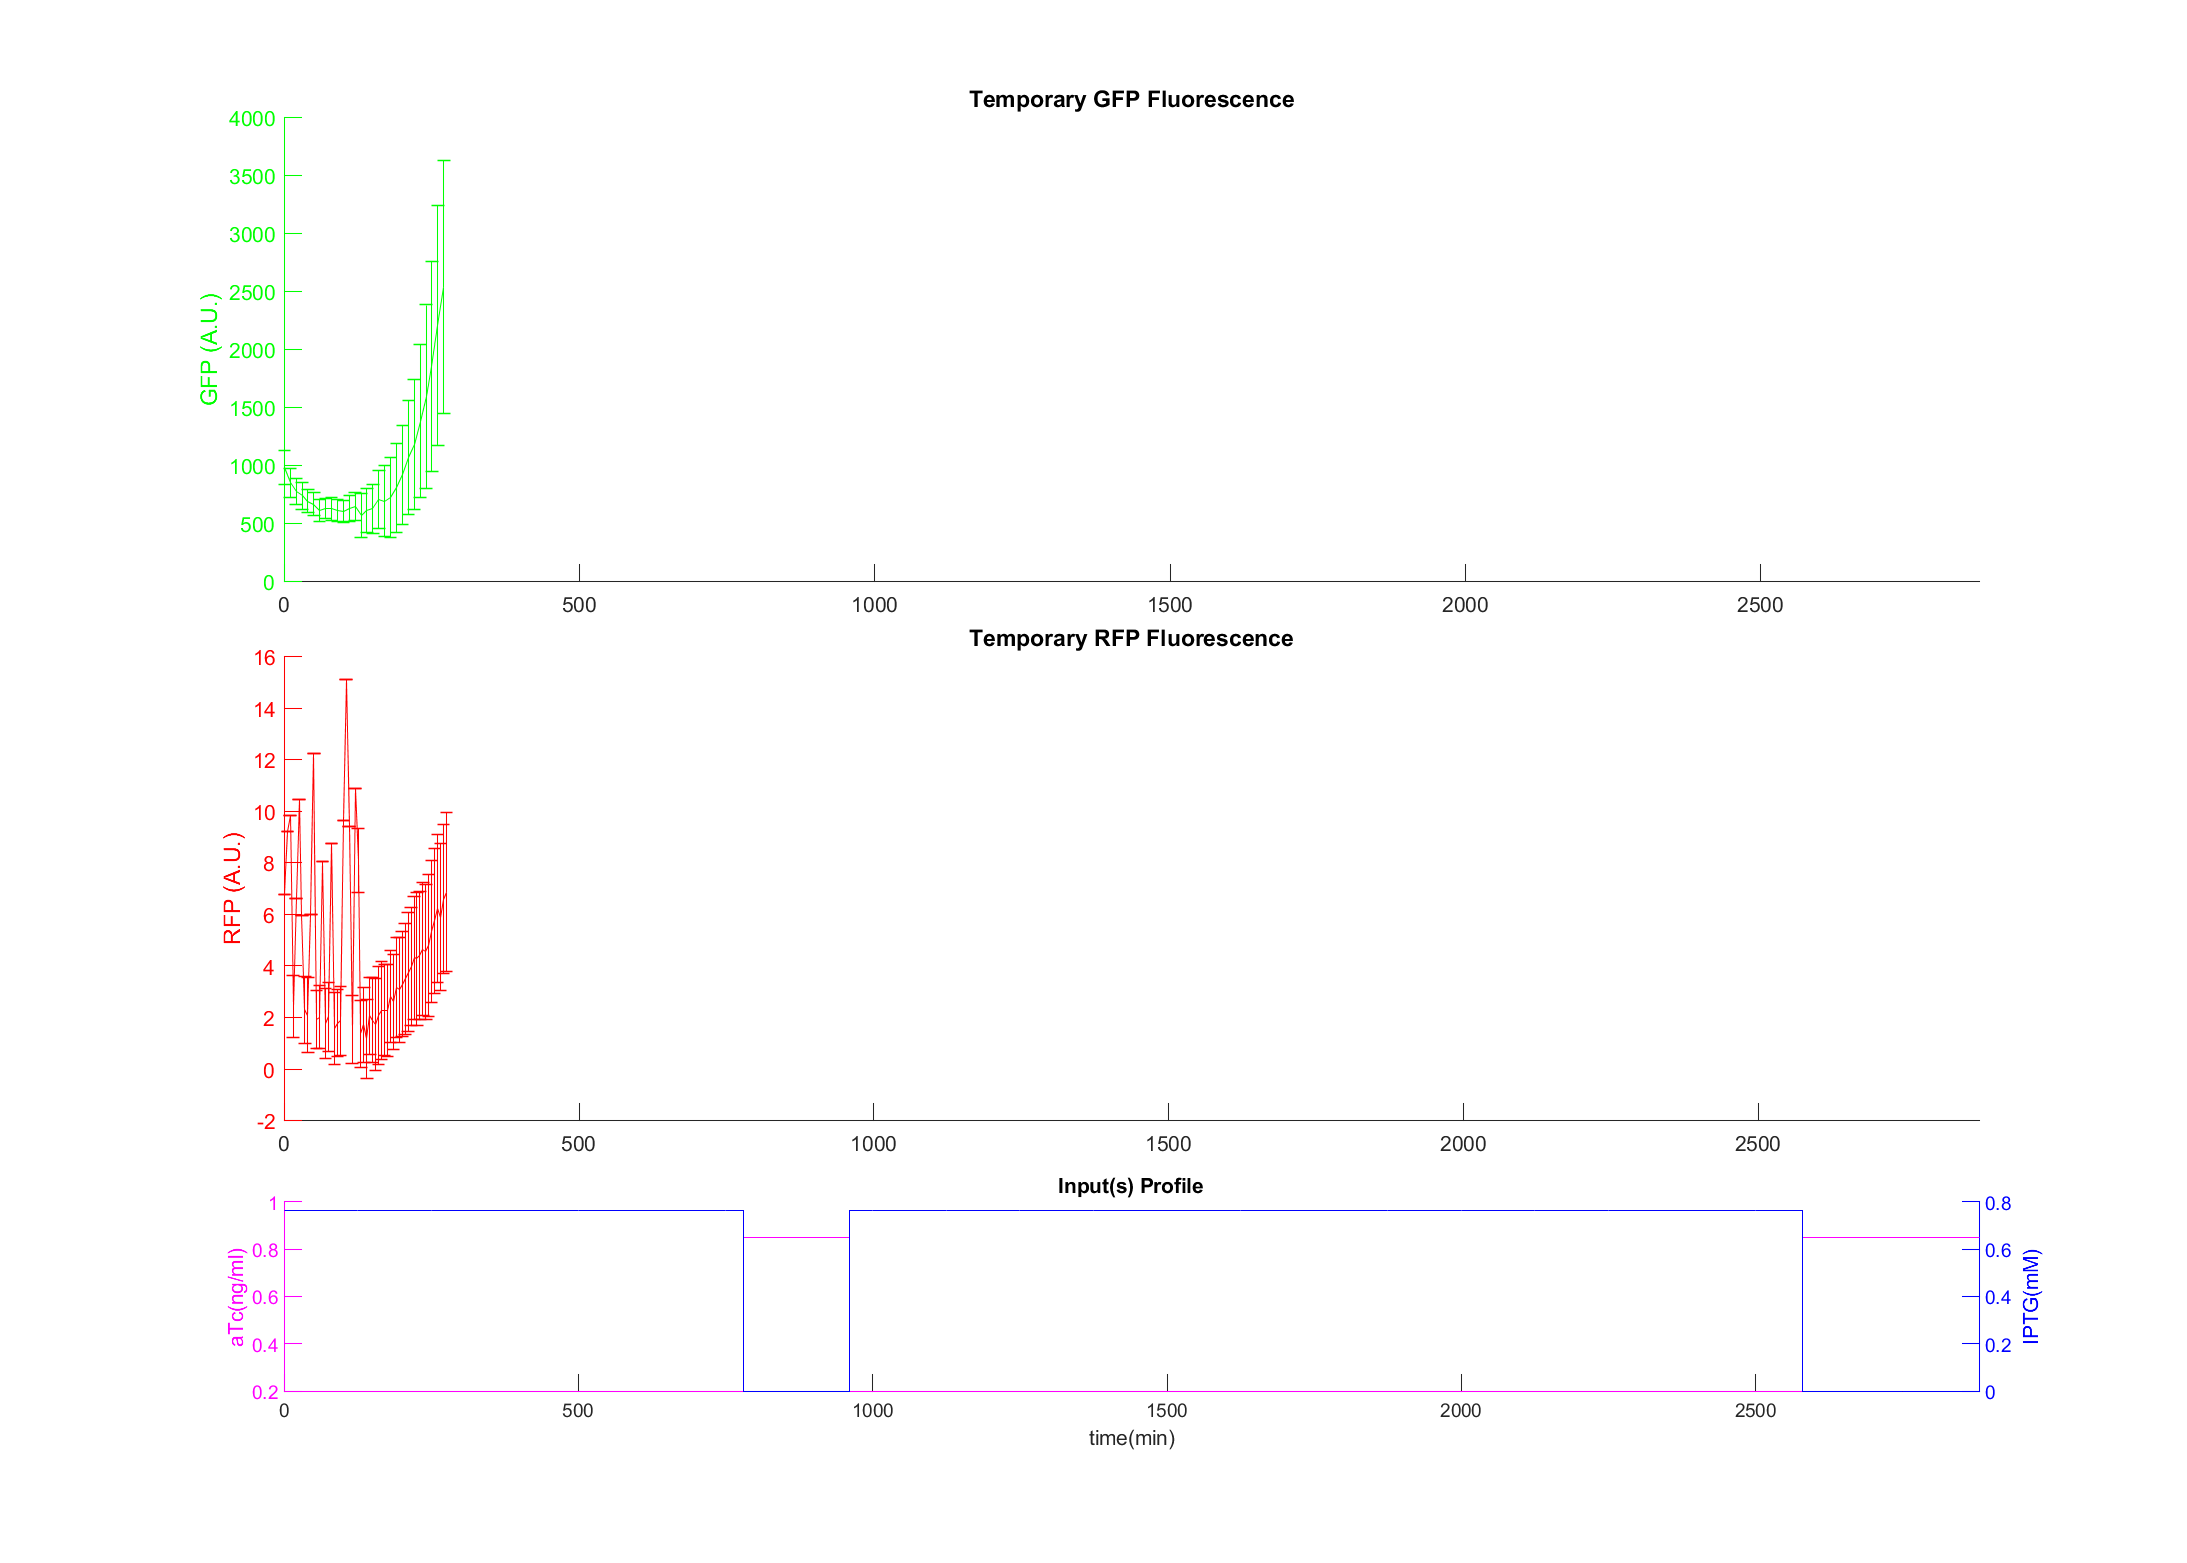 Temporary GFP Fluorescence
4000
3500
3000
2500
2000
1500
1000
500
0
GFP (A.U.)
0 500 1000 1500 2000 2500
Temporary RFP Fluorescence
16
14
12
10
8
6
4
2
0
-2
RFP (A.U.)
0 500 1000 1500 2000 2500
Input(s) Profile
1
0.8
0.6
0.4
0.2
aTc(ng/ml)
0.8
0.6
0.4
0.2
0
IPTG(mM)
0 500 1000 1500 2000 2500
time(min)